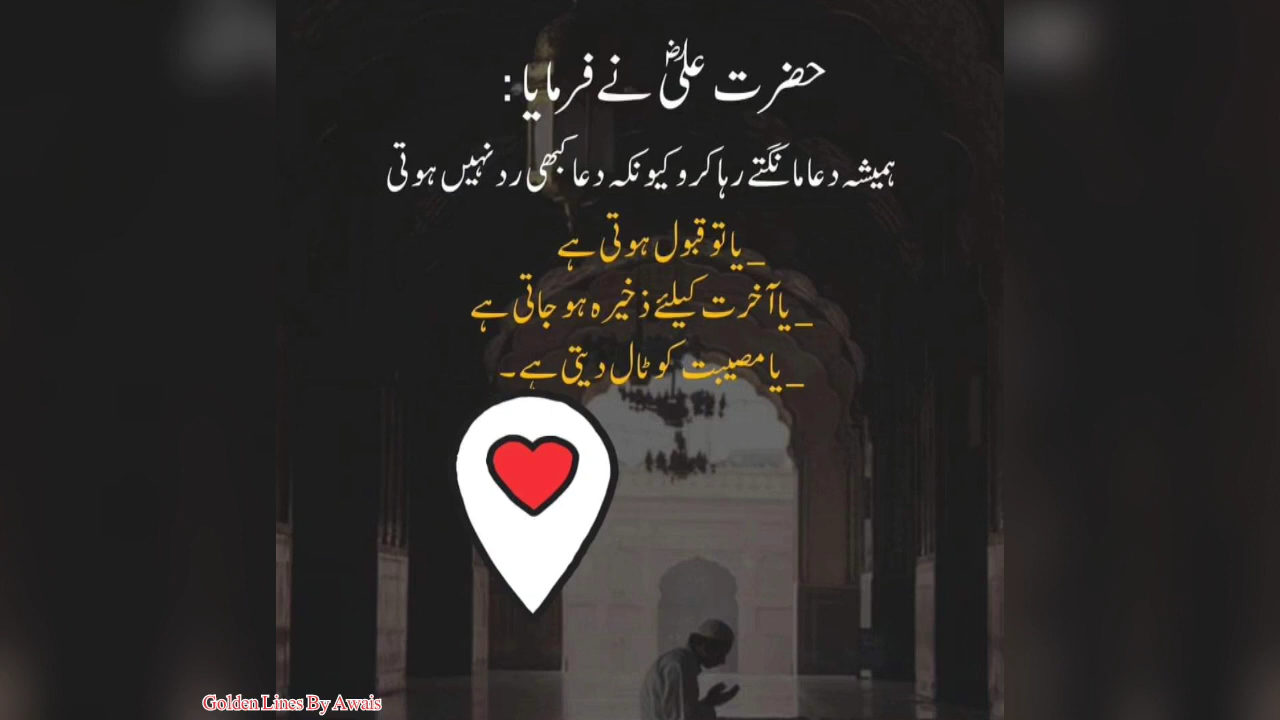 حضرت علیؓ نے فرمایا :
ہمیشہ دعا مانگتے رہا کرو کیونکہ دعا کبھی رد نہیں ہوتی
_یا تو قبول ہوتی ہے
_یا آخرت کیلئے ذخیرہ ہو جاتی ہے
_یا مصیبت کو ٹال دیتی ہے۔
Golden Lines By Awais